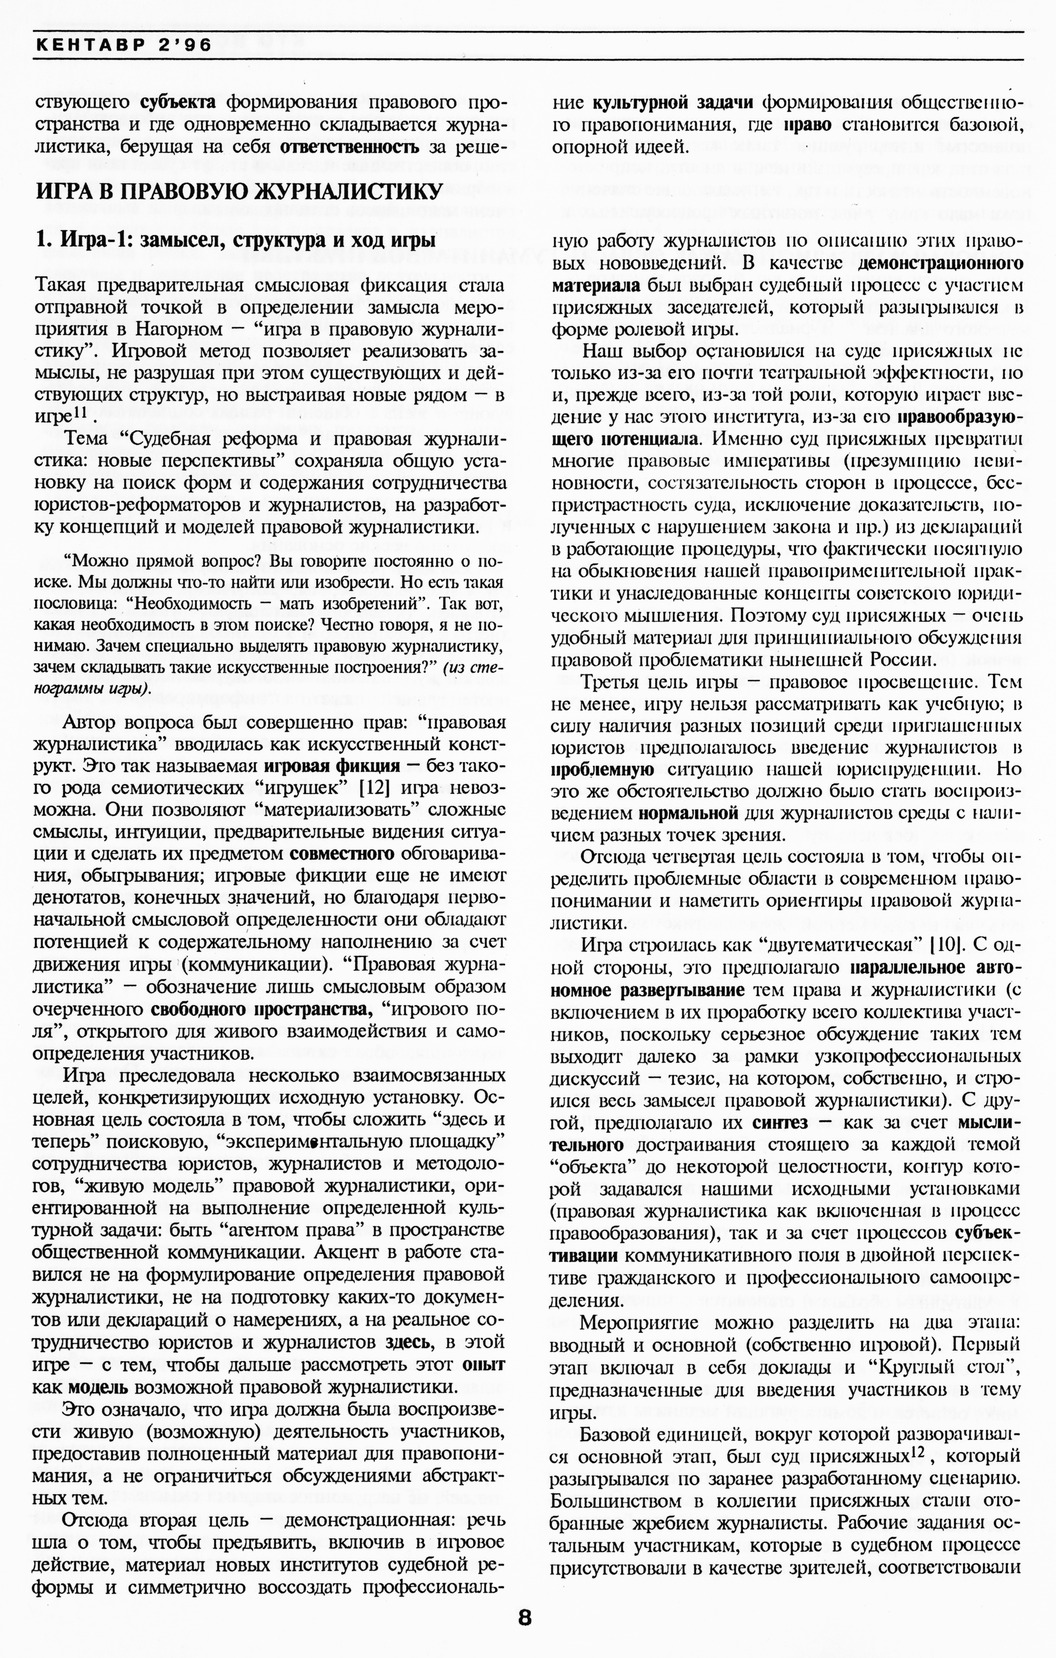 КЕНТАВР 2’96
ствующего субъекта формирования правового про-
странства и где одновременно складывается журна-
листика, берущая на себя ответственность за реше-
ние культурной задачи формирования общественно-
го правопонимания, где право становится базовой,
опорной идеей.
ИГРА В ПРАВОВУЮ ЖУРНАЛИСТИКУ
1. Игра-1: замысел, структура и ход игры
Такая предварительная смысловая фиксация стала
отправной точкой в определении замысла меро-
приятия в Нагорном — “игра в правовую журнали-
стику”. Игровой метод позволяет реализовать за-
мыслы, не разрушая при этом существующих и дей-
ствующих структур, но выстраивая новые рядом — в
игре11 .
Тема “Судебная реформа и правовая журнали-
стика: новые перспективы” сохраняла общую уста-
новку на поиск форм и содержания сотрудничества
юристов-реформаторов и журналистов, на разработ-
ку концепций и моделей правовой журналистики.
“Можно прямой вопрос? Вы говорите постоянно о по-
иске. Мы должны что-то найти или изобрести. Но есть такая
пословица: “Необходимость — мать изобретений”. Так вот,
какая необходимость в этом поиске? Честно говоря, я не по-
нимаю. Зачем специально выделять правовую журналистику,
зачем складывать такие искусственные построения?” (из сте-
нограммы игры).
Автор вопроса был совершенно прав: “правовая
журналистика” вводилась как искусственный конст-
рукт. Это так называемая игровая фикция — без тако-
го рода семиотических “игрушек” [12] игра невоз-
можна. Они позволяют “материализовать” сложные
смыслы, интуиции, предварительные видения ситуа-
ции и сделать их предметом совместного обговарива-
ния, обыгрывания; игровые фикции еще не имеют
денотатов, конечных значений, но благодаря перво-
начальной смысловой определенности они обладают
потенцией к содержательному наполнению за счет
движения игры (коммуникации). “Правовая журна-
листика” — обозначение лишь смысловым образом
очерченного свободного пространства, “игрового по-
ля”, открытого для живого взаимодействия и само-
определения участников.
Игра преследовала несколько взаимосвязанных
целей, конкретизирующих исходную установку. Ос-
новная цель состояла в том, чтобы сложить “здесь и
теперь” поисковую, “экспериментальную площадку”
сотрудничества юристов, журналистов и методоло-
гов, “живую модель” правовой журналистики, ори-
ентированной на выполнение определенной куль-
турной задачи: быть “агентом права” в пространстве
общественной коммуникации. Акцент в работе ста-
вился не на формулирование определения правовой
журналистики, не на подготовку каких-то докумен-
тов или деклараций о намерениях, а на реальное со-
трудничество юристов и журналистов здесь, в этой
игре — с тем, чтобы дальше рассмотреть этот опыт
как модель возможной правовой журналистики.
Это означало, что игра должна была воспроизве-
сти живую (возможную) деятельность участников,
предоставив полноценный материал для правопони-
мания, а не ограничиться обсуждениями абстракт-
ных тем.
Отсюда вторая цель — демонстрационная: речь
шла о том, чтобы предъявить, включив в игровое
действие, материал новых институтов судебной ре-
формы и симметрично воссоздать профессиональ-
ную работу журналистов по описанию этих право-
вых нововведений. В качестве демонстрационного
материала был выбран судебный процесс с участием
присяжных заседателей, который разыгрывался в
форме ролевой игры.
Наш выбор остановился на суде присяжных не
только из-за его почти театральной эффектности, но
и, прежде всего, из-за той роли, которую играет вве-
дение у нас этого института, из-за его правообразую-
щего потенциала. Именно суд присяжных превратил
многие правовые императивы (презумпцию неви-
новности, состязательность сторон в процессе, бес-
пристрастность суда, исключение доказательств, по-
лученных с нарушением закона и пр.) из деклараций
в работающие процедуры, что фактически посягнуло
на обыкновения нашей правоприменительной прак-
тики и унаследованные концепты советского юриди-
ческого мышления. Поэтому суд присяжных — очень
удобный материал для принципиального обсуждения
правовой проблематики нынешней России.
Третья цель игры — правовое просвещение. Тем
не менее, игру нельзя рассматривать как учебную; в
силу наличия разных позиций среди приглашенных
юристов предполагалось введение журналистов в
проблемную ситуацию нашей юриспруденции. Но
это же обстоятельство должно было стать воспроиз-
ведением нормальной для журналистов среды с нали-
чием разных точек зрения.
Отсюда четвертая цель состояла в том, чтобы оп-
ределить проблемные области в современном право-
понимании и наметить ориентиры правовой журна-
листики.
Игра строилась как “двутематическая” [10]. С од-
ной стороны, это предполагало параллельное авто-
номное развертывание тем права и журналистики (с
включением в их проработку всего коллектива участ-
ников, поскольку серьезное обсуждение таких тем
выходит далеко за рамки узкопрофессиональных
дискуссий — тезис, на котором, собственно, и стро-
ился весь замысел правовой журналистики). С дру-
гой, предполагало их синтез — как за счет мысли-
тельного достраивания стоящего за каждой темой
“объекта” до некоторой целостности, контур кото-
рой задавался нашими исходными установками
(правовая журналистика как включенная в процесс
правообразования), так и за счет процессов субъек-
тивации коммуникативного поля в двойной перспек-
тиве гражданского и профессионального самоопре-
деления.
Мероприятие можно разделить на два этапа:
вводный и основной (собственно игровой). Первый
этап включал в себя доклады и “Круглый стол”,
предназначенные для введения участников в тему
игры.
Базовой единицей, вокруг которой разворачивал-
ся основной этап, был суд присяжных12 , который
разыгрывался по заранее разработанному сценарию.
Большинством в коллегии присяжных стали ото-
бранные жребием журналисты. Рабочие задания ос-
тальным участникам, которые в судебном процессе
присутствовали в качестве зрителей, соответствовали
8